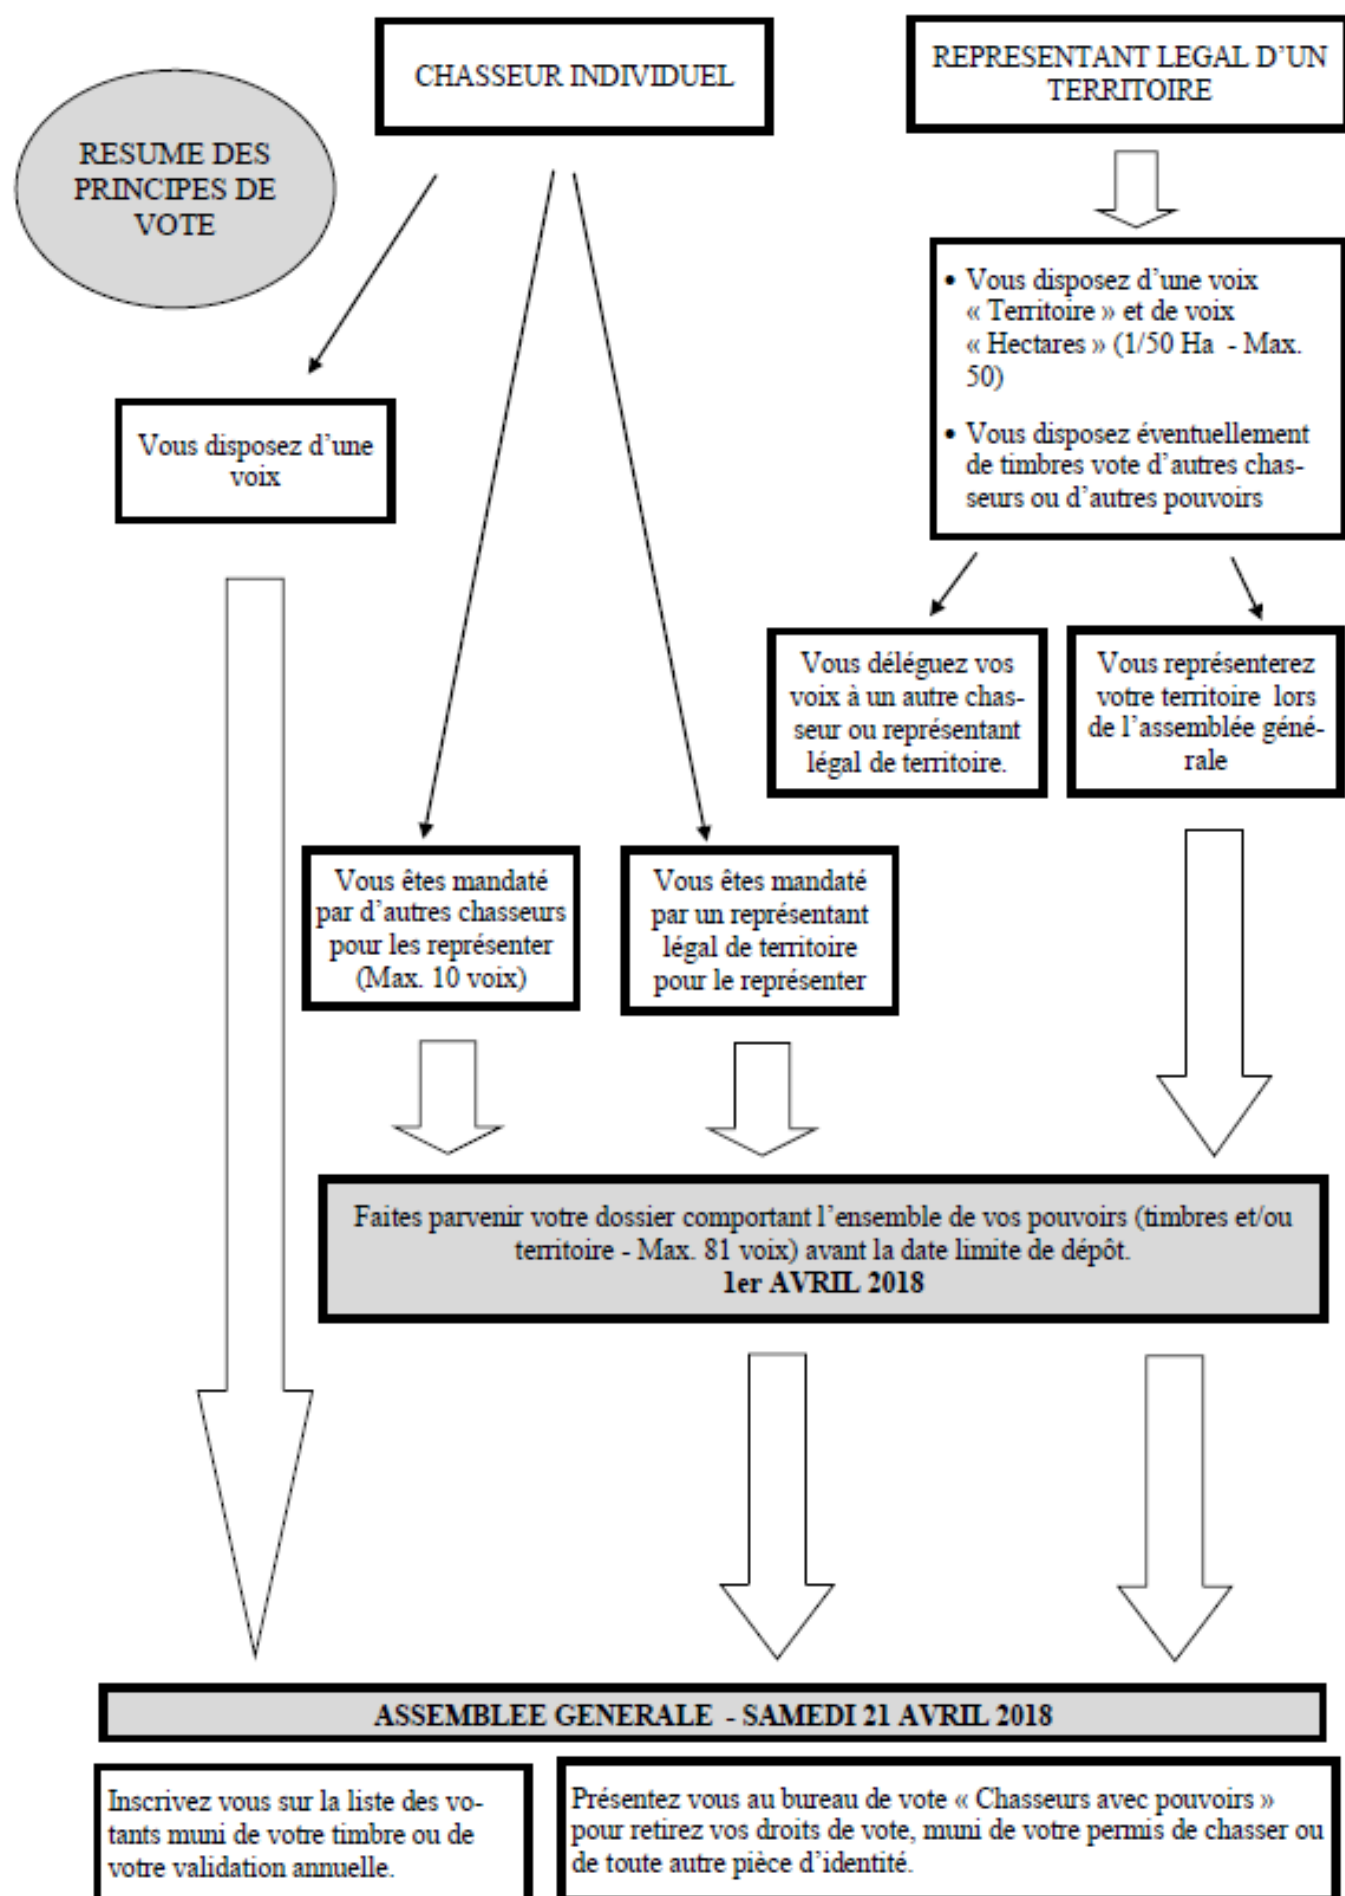 RESUME DES
PRINCIPES DE
VOTE
CHASSEUR INDIVIDUEL
REPRESENTANT LEGAL D’UN
TERRITOIRE
• Vous disposez d’une voix
« Territoire » et de voix
« Hectares » (1/50 Ha - Max.
50)
• Vous disposez éventuellement
de timbres vote d’autres chas-
seurs ou d’autres pouvoirs
Vous disposez d’une
voix
Vous déléguez vos
voix à un autre chas-
seur ou représentant
légal de territoire.
Vous représenterez
votre territoire lors
de l’assemblée géné-
rale
Vous êtes mandaté
par d’autres chasseurs
pour les représenter
(Max. 10 voix)
Vous êtes mandaté
par un représentant
légal de territoire
pour le représenter
Faites parvenir votre dossier comportant l’ensemble de vos pouvoirs (timbres et/ou
territoire - Max. 81 voix) avant la date limite de dépôt.
1er AVRIL 2018
ASSEMBLEE GENERALE - SAMEDI 21 AVRIL 2018
Inscrivez vous sur la liste des vo-
tants muni de votre timbre ou de
votre validation annuelle.
Présentez vous au bureau de vote « Chasseurs avec pouvoirs »
pour retirez vos droits de vote, muni de votre permis de chasser ou
de toute autre pièce d’identité.